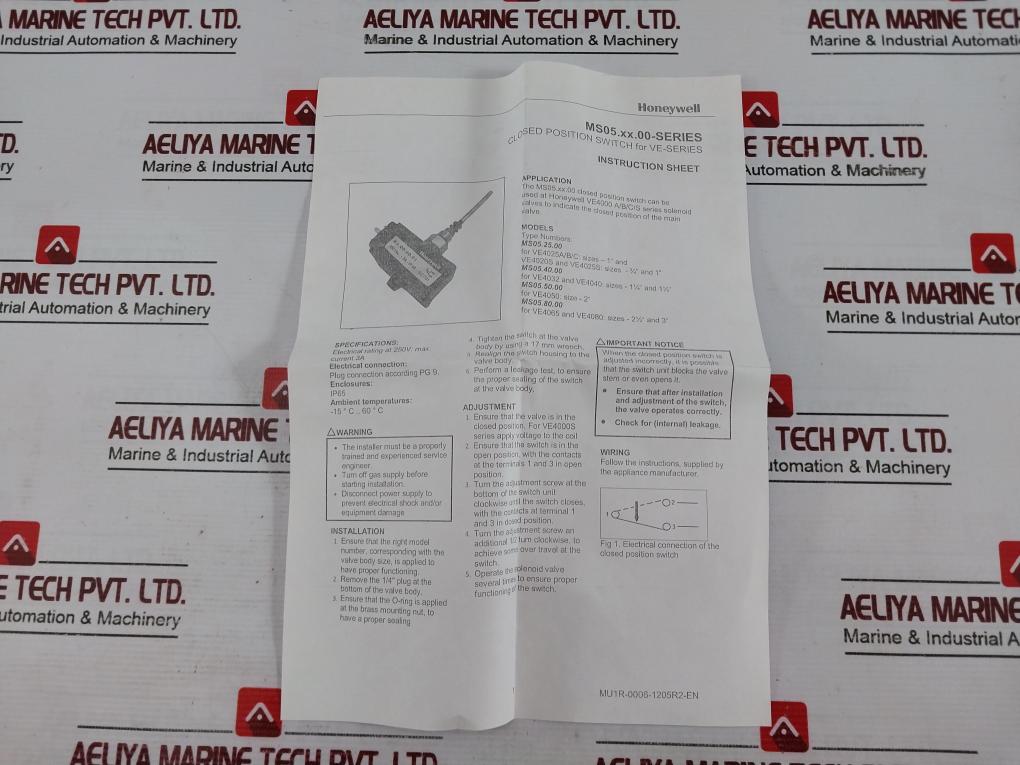 AELIYA MARINE TECH PVT. LTD.
Marine & Industrial Automation & Machinery
Honeywell
MS05.xx.00-SERIES
CLOSED POSITION SWITCH for VE-SERIES
INSTRUCTION SHEET
APPLICATION
The MS05.xx.00 closed position switch can be
used at Honeywell VE4000 A/B/C/S series solenoid
valves to indicate the closed position of the main
valve.
MODELS
Type Numbers:
MS05.25.00
for VE4025A/B/C: sizes – 1" and
VE4020S and VE4025S: sizes - ¾" and 1"
MS05.40.00
for VE4032 and VE4040: sizes - 1¼" and 1½"
MS05.50.00
for VE4050: size - 2"
MS05.80.00
for VE4065 and VE4080: sizes - 2½" and 3"
SPECIFICATIONS:
Electrical rating at 250V: max.
current 3A
Electrical connection:
Plug connection according PG 9.
Enclosures:
IP65
Ambient temperatures:
-15 ° C .. 60 ° C
⚠WARNING
• The installer must be a properly
trained and experienced service
engineer.
• Turn off gas supply before
starting installation.
• Disconnect power supply to
prevent electrical shock and/or
equipment damage
INSTALLATION
1. Ensure that the right model
number, corresponding with the
valve body size, is applied to
have proper functioning.
2. Remove the 1/4" plug at the
bottom of the valve body.
3. Ensure that the O-ring is applied
at the brass mounting nut, to
have a proper sealing
4. Tighten the switch at the valve
body by using a 17 mm wrench.
5. Realign the switch housing to the
valve body.
6. Perform a leakage test, to ensure
the proper sealing of the switch
at the valve body.
ADJUSTMENT
1. Ensure that the valve is in the
closed position. For VE4000S
series apply voltage to the coil
2. Ensure that the switch is in the
open position, with the contacts
at the terminals 1 and 3 in open
position.
3. Turn the adjustment screw at the
bottom of the switch unit
clockwise until the switch closes,
with the contacts at terminal 1
and 3 in closed position.
4. Turn the adjustment screw an
additional 1/2 turn clockwise, to
achieve some over travel at the
switch.
5. Operate the solenoid valve
several times to ensure proper
functioning of the switch.
⚠IMPORTANT NOTICE
When the closed position switch is
adjusted incorrectly, it is possible
that the switch unit blocks the valve
stem or even opens it.
• Ensure that after installation
and adjustment of the switch,
the valve operates correctly.
• Check for (internal) leakage.
WIRING
Follow the instructions, supplied by
the appliance manufacturer.
1
2
3
Fig 1. Electrical connection of the
closed position switch
1
MU1R-0006-1205R2-EN